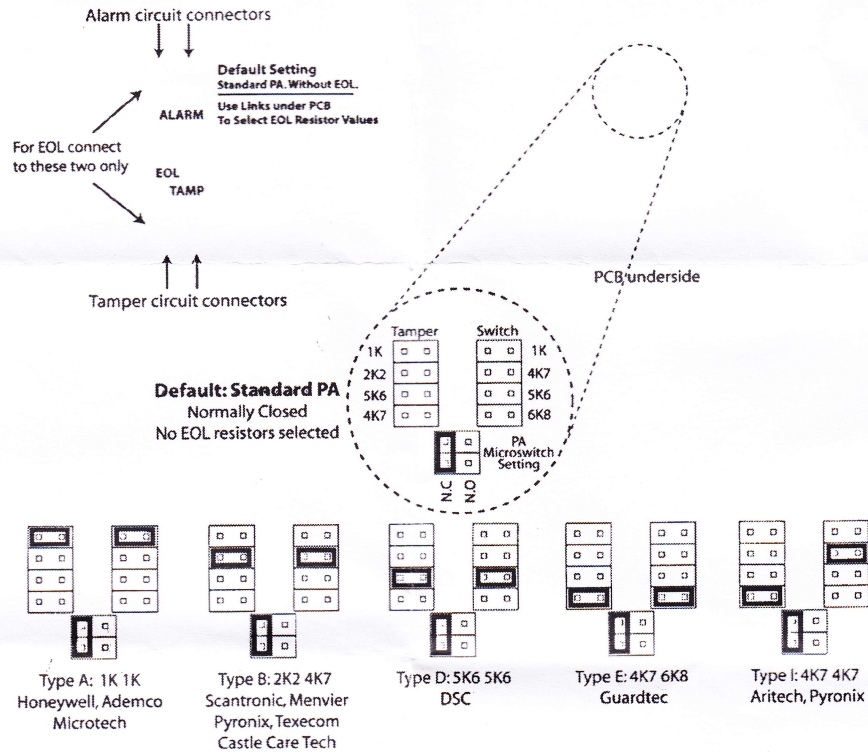 Alarm circuit connectors
Default Setting
Standard PA. Without EOL.
ALARM
Use Links under PCB
To Select EOL Resistor Values
For EOL connect
to these two only
EOL
TAMP
Tamper circuit connectors
PCB underside
Tamper
Switch
1K
1K
2K2
4K7
5K6
5K6
4K7
6K8
Default: Standard PA
Normally Closed
No EOL resistors selected
PA
Microswitch
Setting
N.C
N.O
Type A: 1K 1K
Honeywell, Ademco
Microtech
Type B: 2K2 4K7
Scantronic, Menvier
Pyronix, Texecom
Castle Care Tech
Type D: 5K6 5K6
DSC
Type E: 4K7 6K8
Guardtec
Type I: 4K7 4K7
Aritech, Pyronix